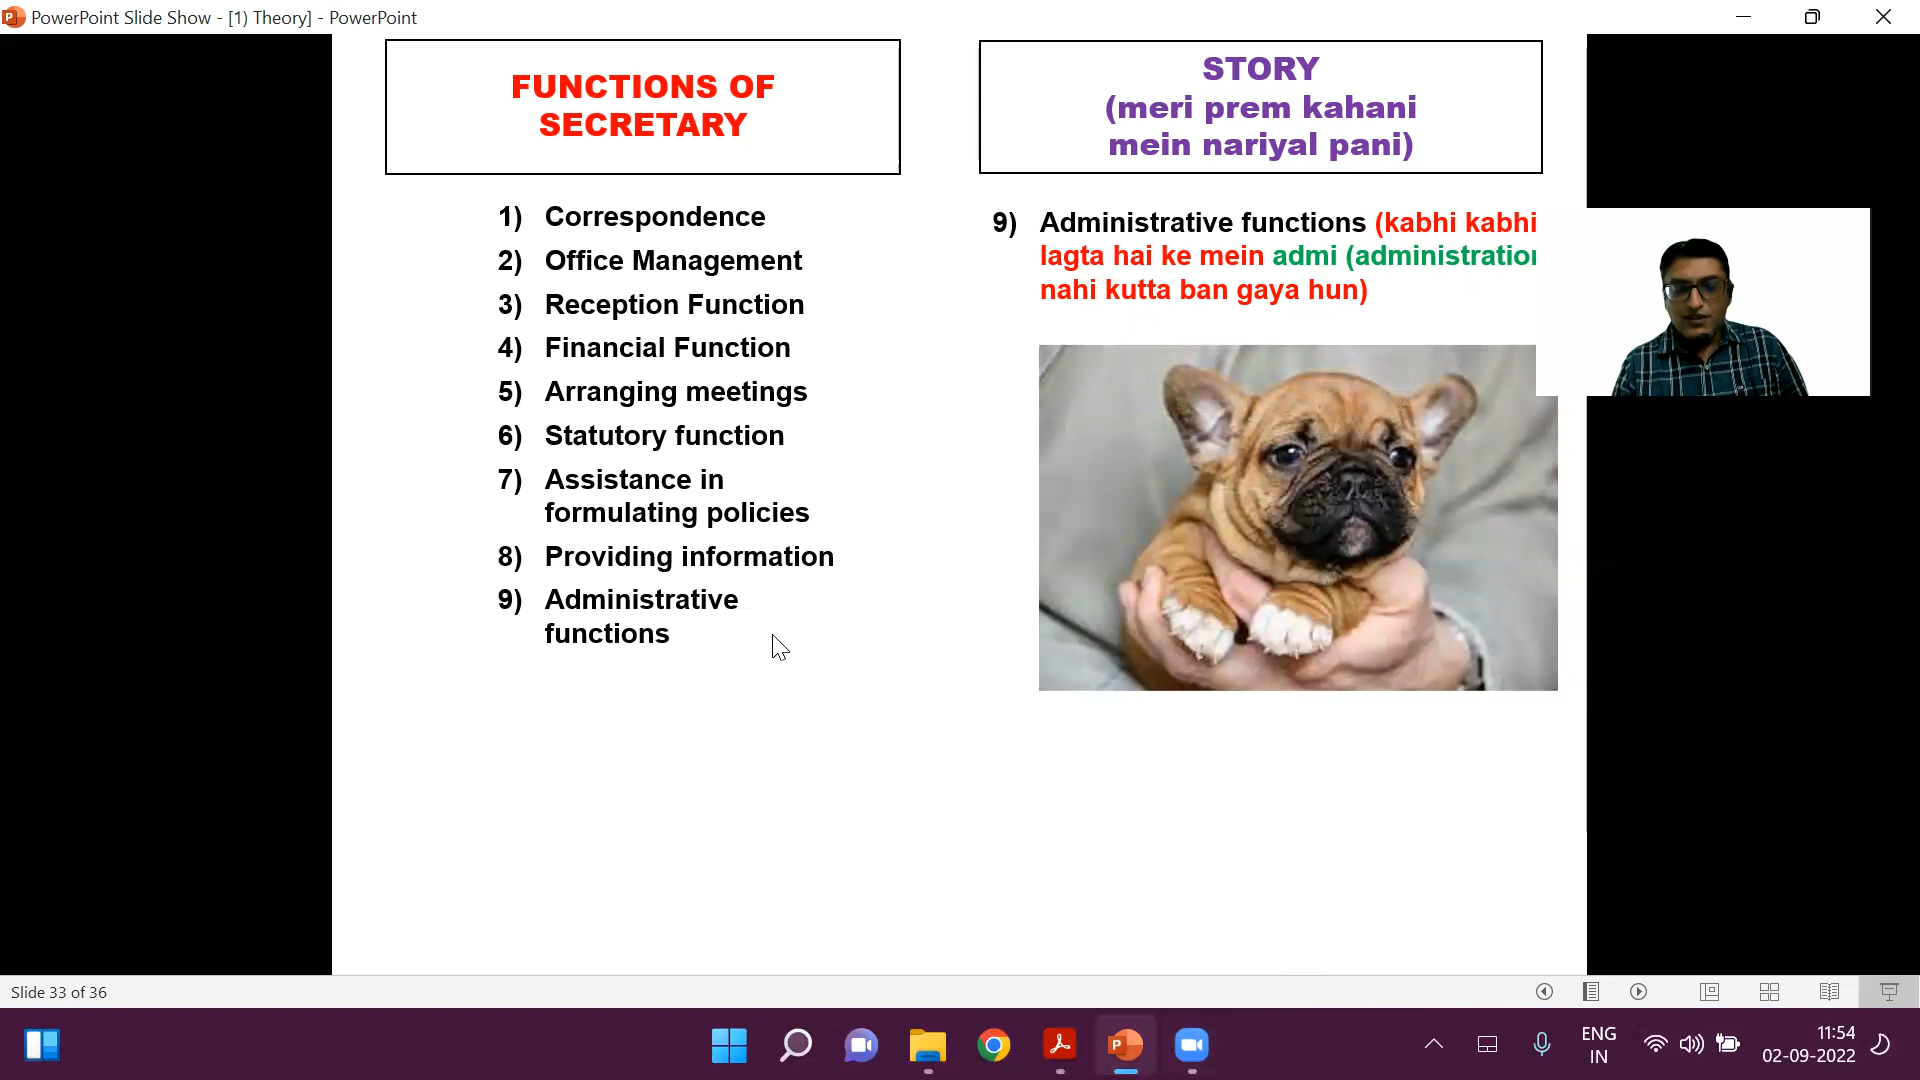 PowerPoint Slide Show - [1) Theory] - PowerPoint
FUNCTIONS OF
SECRETARY
1) Correspondence
2) Office Management
3) Reception Function
4) Financial Function
5) Arranging meetings
6) Statutory function
7) Assistance in
formulating policies
8) Providing information
9) Administrative
functions
STORY
(meri prem kahani
mein nariyal pani)
9) Administrative functions (kabhi kabhi
lagta hai ke mein admi (administration
nahi kutta ban gaya hun)
Slide 33 of 36
ENG
IN
11:54
02-09-2022